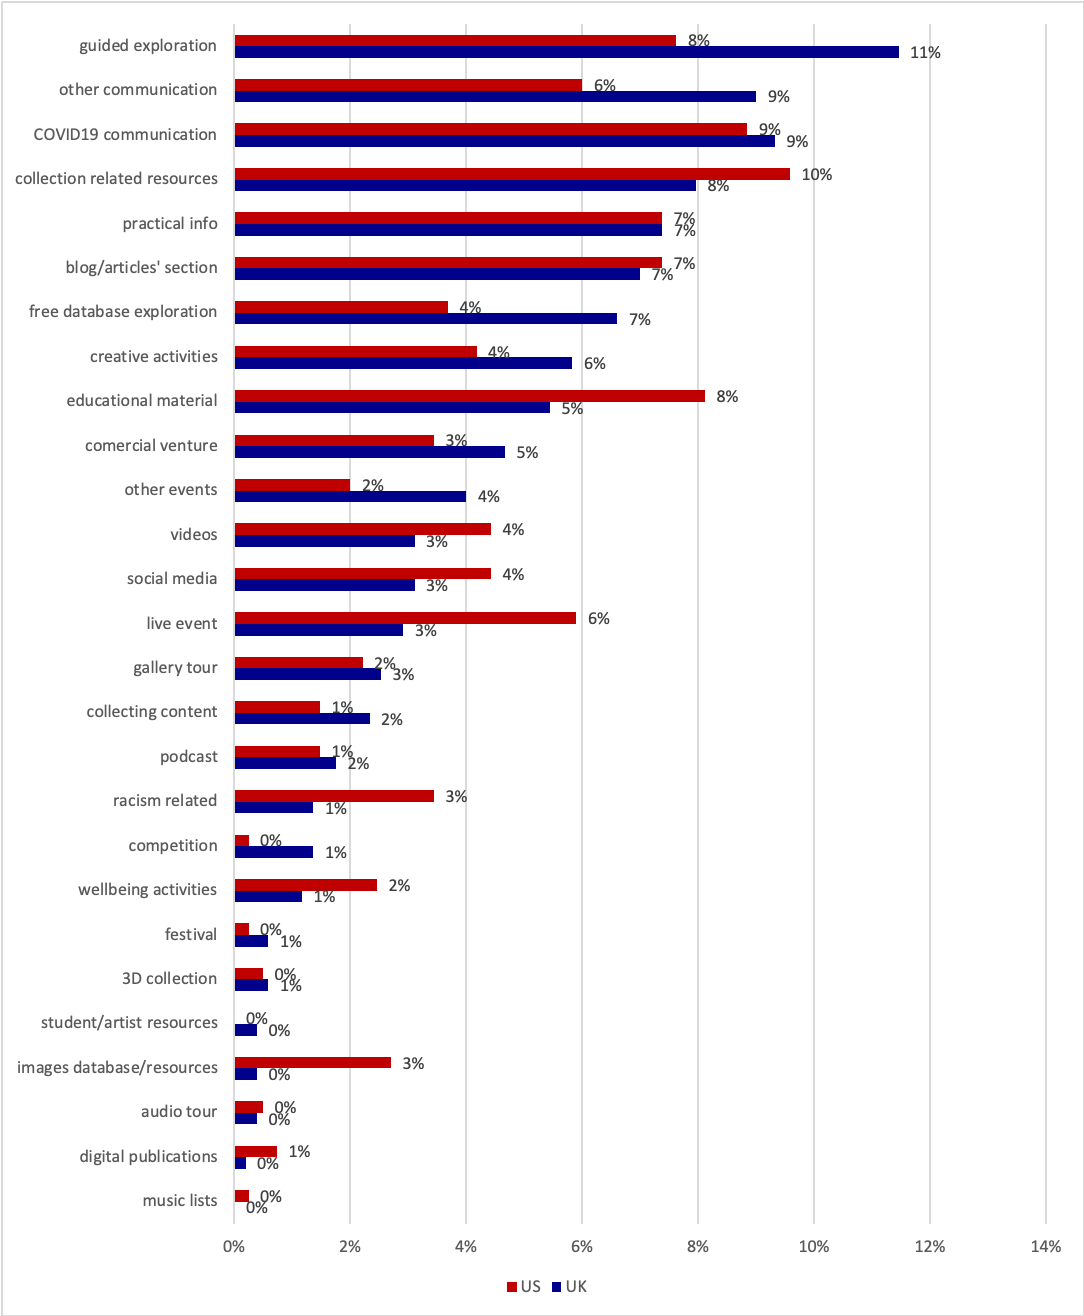 guided exploration 8% 11%
other communication 6% 9%
COVID19 communication 9% 9%
collection related resources 10% 8%
practical info 7% 7%
blog/articles' section 7% 7%
free database exploration 4% 7%
creative activities 4% 6%
educational material 8% 5%
comercial venture 3% 5%
other events 2% 4%
videos 4% 3%
social media 4% 3%
live event 6% 3%
gallery tour 2% 3%
collecting content 1% 2%
podcast 1% 2%
racism related 3% 1%
competition 0% 1%
wellbeing activities 2% 1%
festival 0% 1%
3D collection 0% 1%
student/artist resources 0% 0%
images database/resources 3% 0%
audio tour 0% 0%
digital publications 1% 0%
music lists 0% 0%
0% 2% 4% 6% 8% 10% 12% 14%
US UK